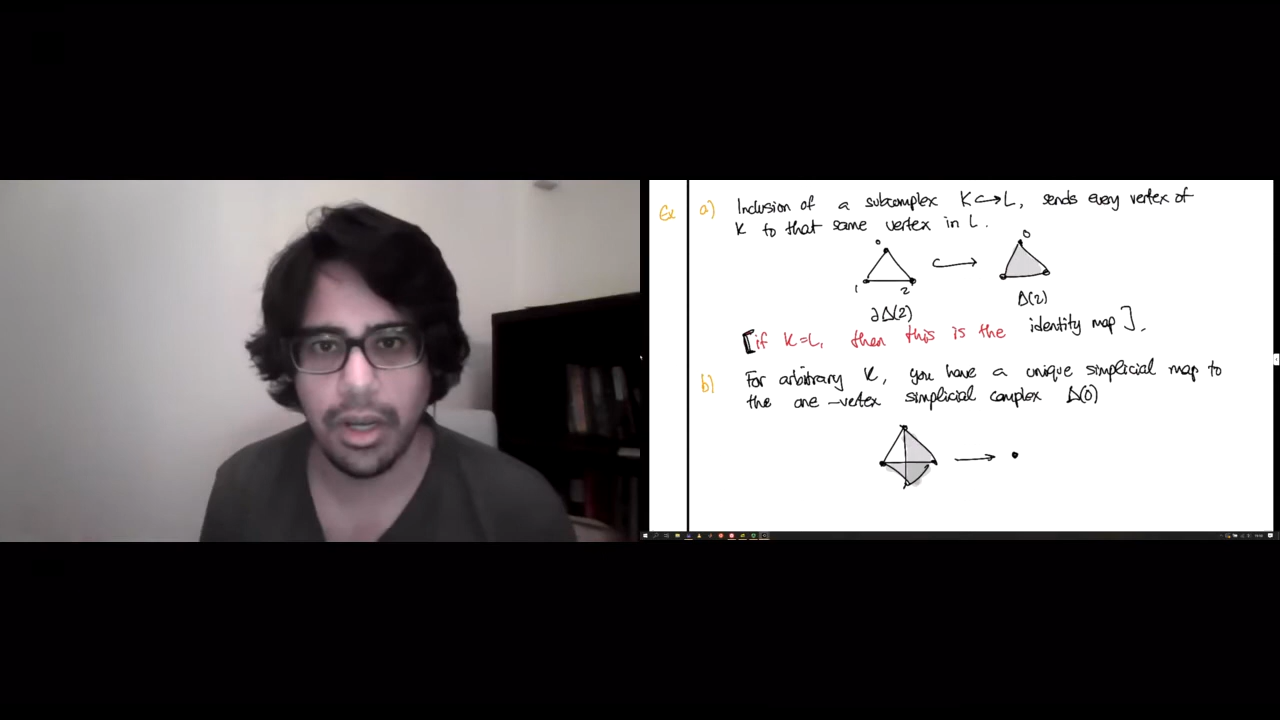 Ex a) Inclusion of a subcomplex K↪L, sends every vertex of
K to that same vertex in L.
0 0
1 2
∂Δ(2) Δ(2)
[if K=L, then this is the identity map].
b) For arbitrary K, you have a unique simplicial map to
the one-vertex simplicial complex Δ(0)